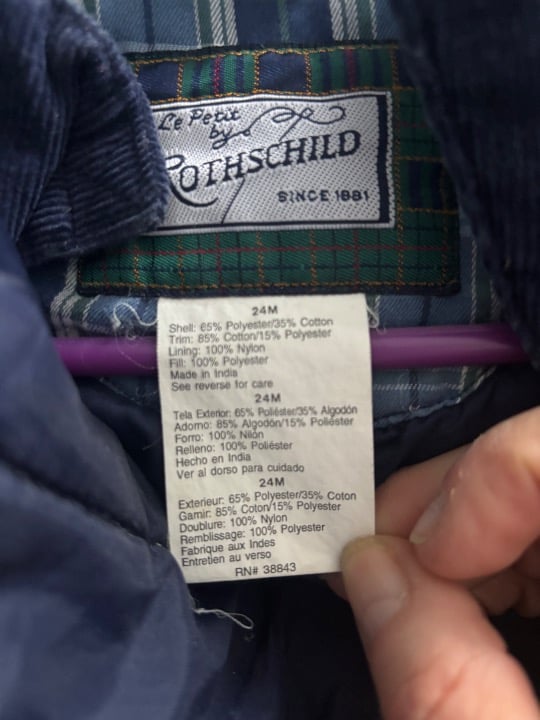 Le Petit
by
ROTHSCHILD
SINCE 1881
24M
Shell: 65% Polyester/35% Cotton
Trim: 85% Cotton/15% Polyester
Lining: 100% Nylon
Fill: 100% Polyester
Made in India
See reverse for care
24M
Tela Exterior: 65% Poliéster/35% Algodón
Adorno: 85% Algodón/15% Poliéster
Forro: 100% Nilón
Relleno: 100% Poliéster
Hecho en India
Ver al dorso para cuidado
24M
Exterieur: 65% Polyester/35% Coton
Garnir: 85% Coton/15% Polyester
Doublure: 100% Nylon
Remblissage: 100% Polyester
Fabrique aux Indes
Entretien au verso
RN# 38843